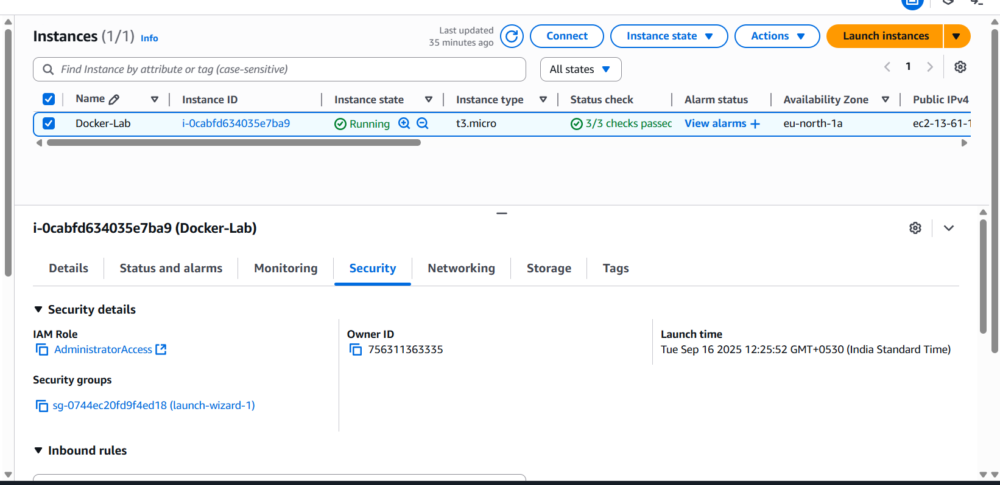 Instances (1/1) Info
Last updated
35 minutes ago
Connect
Instance state
Actions
Launch instances
Find Instance by attribute or tag (case-sensitive)
All states
1
Name Instance ID Instance state Instance type Status check Alarm status Availability Zone Public IPv4
Docker-Lab i-0cabfd634035e7ba9 Running t3.micro 3/3 checks passec View alarms + eu-north-1a ec2-13-61-1
i-0cabfd634035e7ba9 (Docker-Lab)
Details Status and alarms Monitoring Security Networking Storage Tags
Security details
IAM Role
AdministratorAccess
Owner ID
756311363335
Launch time
Tue Sep 16 2025 12:25:52 GMT+0530 (India Standard Time)
Security groups
sg-0744ec20fd9f4ed18 (launch-wizard-1)
Inbound rules